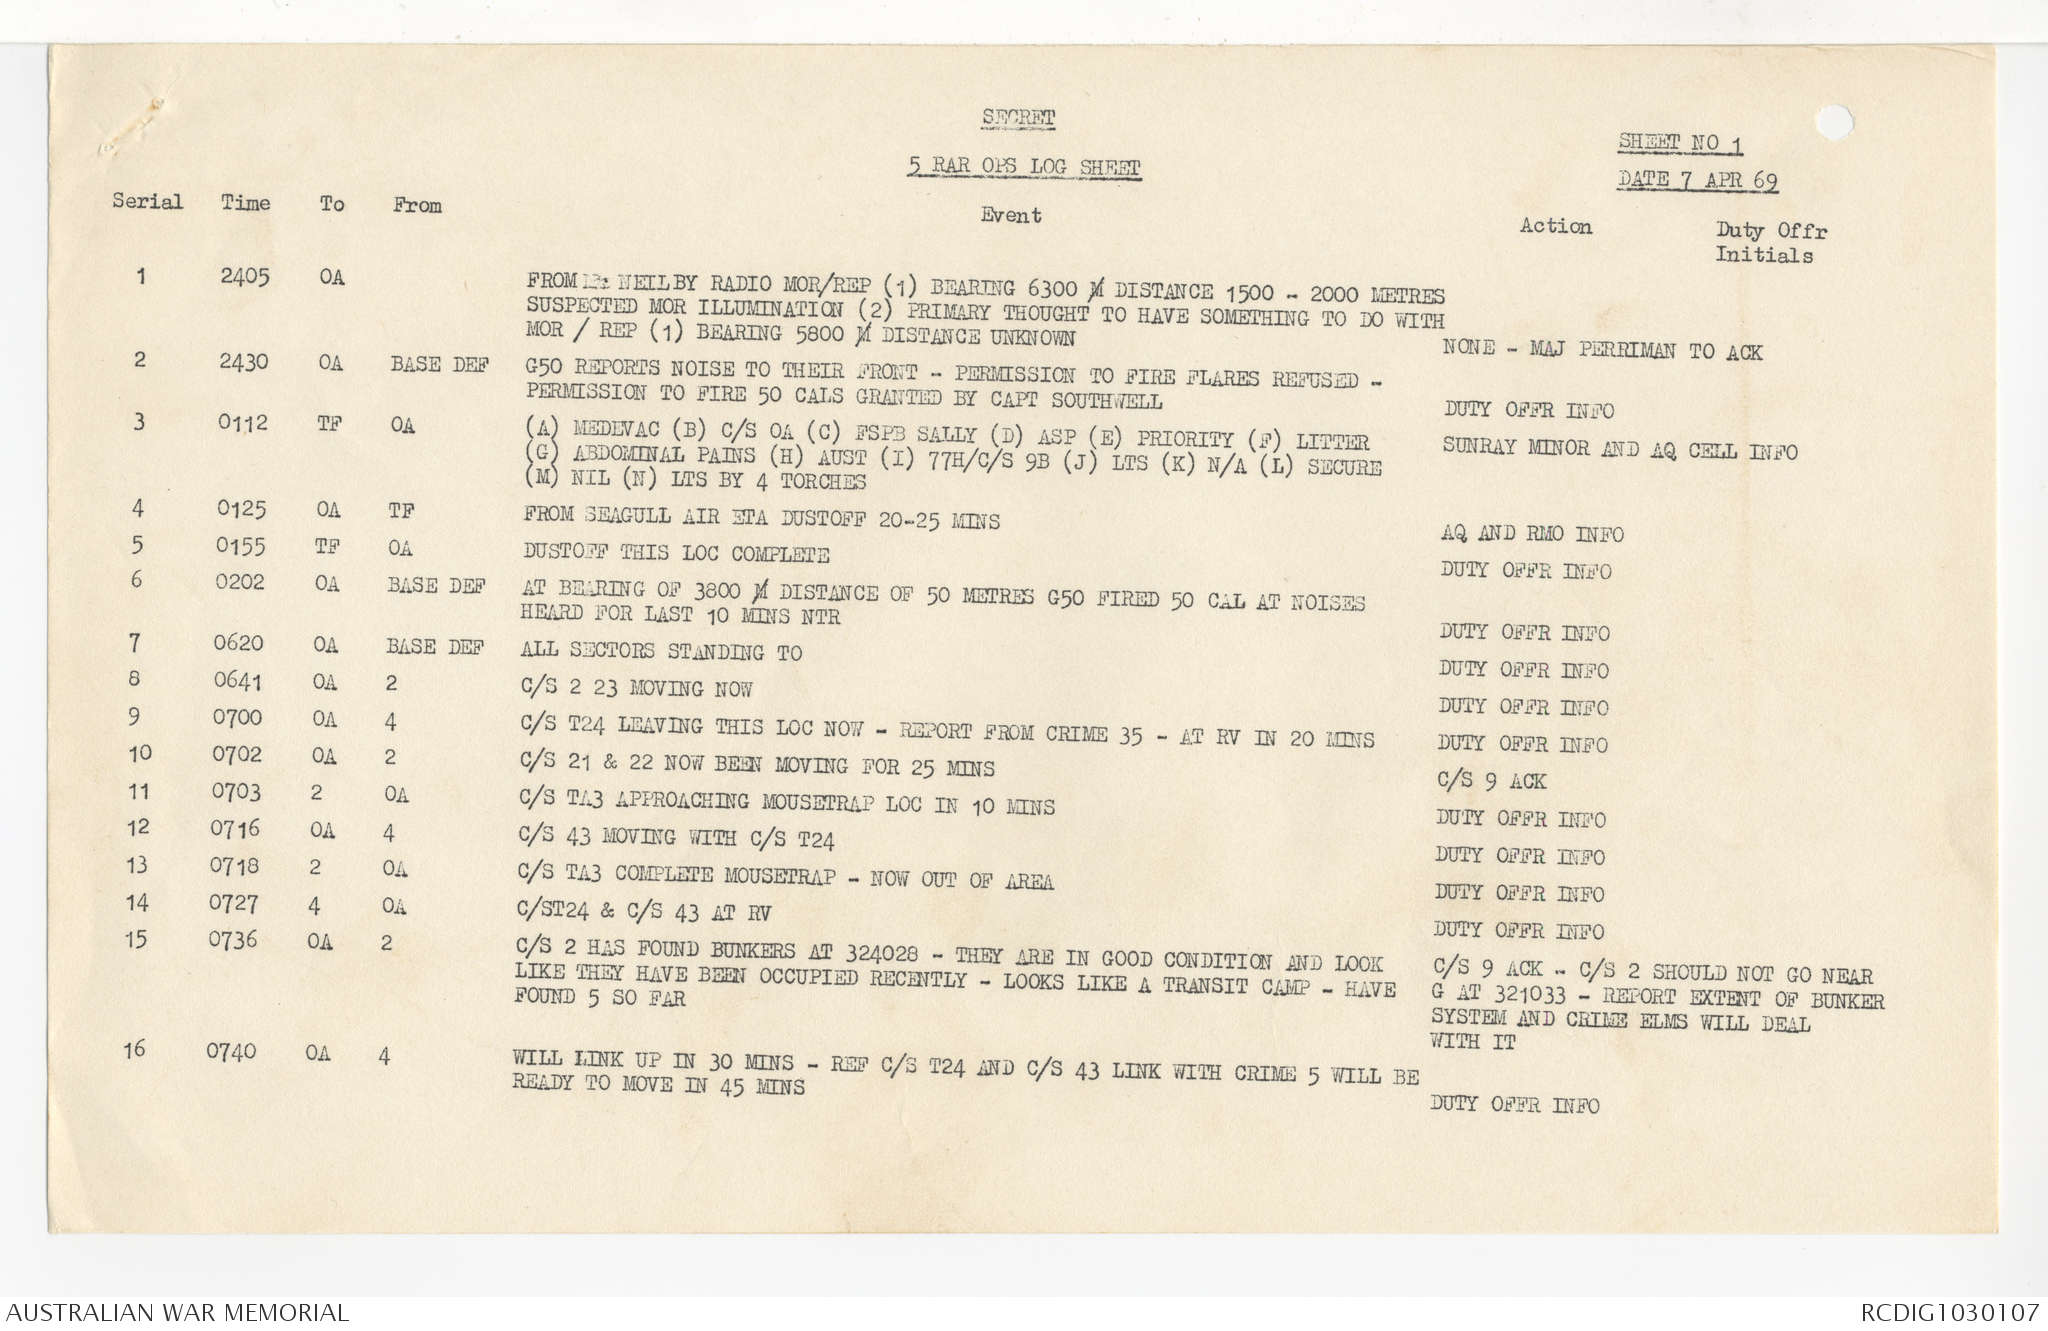 SECRET
5 RAR OPS LOG SHEET
SHEET NO 1
DATE 7 APR 69
Serial Time To From Event Action Duty Offr
Initials
1 2405 OA FROM NEILBY RADIO MOR/REP (1) BEARING 6300 M DISTANCE 1500 - 2000 METRES
SUSPECTED MOR ILLUMINATION (2) PRIMARY THOUGHT TO HAVE SOMETHING TO DO WITH
MOR / REP (1) BEARING 5800 M DISTANCE UNKNOWN
NONE - MAJ PERRIMAN TO ACK
2 2430 OA BASE DEF G50 REPORTS NOISE TO THEIR FRONT - PERMISSION TO FIRE FLARES REFUSED -
PERMISSION TO FIRE 50 CALS GRANTED BY CAPT SOUTHWELL
DUTY OFFR INFO
3 0112 TF OA (A) MEDEVAC (B) C/S OA (C) FSPB SALLY (D) ASP (E) PRIORITY (F) LITTER
(G) ABDOMINAL PAINS (H) AUST (I) 77H/C/S 9B (J) LTS (K) N/A (L) SECURE
(M) NIL (N) LTS BY 4 TORCHES
SUNRAY MINOR AND AQ CELL INFO
4 0125 OA TF FROM SEAGULL AIR ETA DUSTOFF 20-25 MINS
AQ AND RMO INFO
5 0155 TF OA DUSTOFF THIS LOC COMPLETE
DUTY OFFR INFO
6 0202 OA BASE DEF AT BEARING OF 3800 M DISTANCE OF 50 METRES G50 FIRED 50 CAL AT NOISES
HEARD FOR LAST 10 MINS NTR
DUTY OFFR INFO
7 0620 OA BASE DEF ALL SECTORS STANDING TO
DUTY OFFR INFO
8 0641 OA 2 C/S 2 23 MOVING NOW
DUTY OFFR INFO
9 0700 OA 4 C/S T24 LEAVING THIS LOC NOW - REPORT FROM CRIME 35 - AT RV IN 20 MINS
DUTY OFFR INFO
10 0702 OA 2 C/S 21 & 22 NOW BEEN MOVING FOR 25 MINS
C/S 9 ACK
11 0703 2 OA C/S TA3 APPROACHING MOUSETRAP LOC IN 10 MINS
DUTY OFFR INFO
12 0716 OA 4 C/S 43 MOVING WITH C/S T24
DUTY OFFR INFO
13 0718 2 OA C/S TA3 COMPLETE MOUSETRAP - NOW OUT OF AREA
DUTY OFFR INFO
14 0727 4 OA C/ST24 & C/S 43 AT RV
DUTY OFFR INFO
15 0736 OA 2 C/S 2 HAS FOUND BUNKERS AT 324028 - THEY ARE IN GOOD CONDITION AND LOOK
LIKE THEY HAVE BEEN OCCUPIED RECENTLY - LOOKS LIKE A TRANSIT CAMP - HAVE
FOUND 5 SO FAR
C/S 9 ACK - C/S 2 SHOULD NOT GO NEAR
G AT 321033 - REPORT EXTENT OF BUNKER
SYSTEM AND CRIME ELMS WILL DEAL
WITH IT
16 0740 OA 4 WILL LINK UP IN 30 MINS - REF C/S T24 AND C/S 43 LINK WITH CRIME 5 WILL BE
READY TO MOVE IN 45 MINS
DUTY OFFR INFO
AUSTRALIAN WAR MEMORIAL
RCDIG1030107